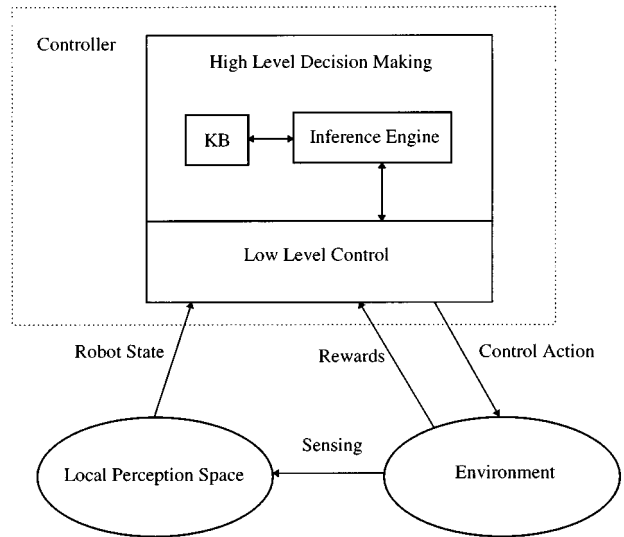 Controller
High Level Decision Making
KB
Inference Engine
Low Level Control
Robot State
Rewards
Control Action
Sensing
Local Perception Space
Environment